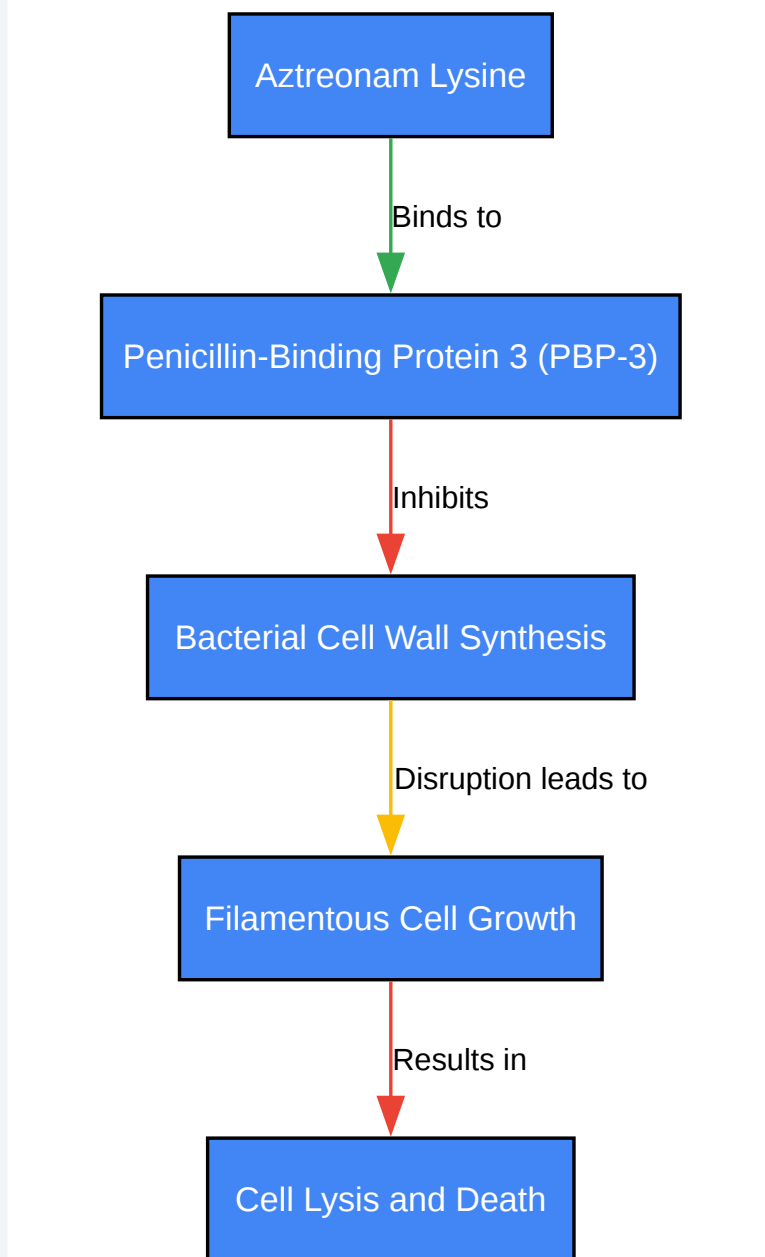 Aztreonam Lysine
Binds to
Penicillin-Binding Protein 3 (PBP-3)
Inhibits
Bacterial Cell Wall Synthesis
Disruption leads to
Filamentous Cell Growth
Results in
Cell Lysis and Death